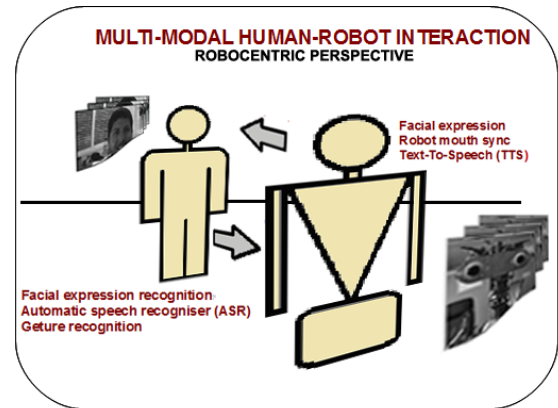 MULTI-MODAL HUMAN-ROBOT INTERACTION
ROBOCENTRIC PERSPECTIVE
Facial expression
Robot mouth sync
Text-To-Speech (TTS)
Facial expression recognition
Automatic speech recogniser (ASR)
Geture recognition